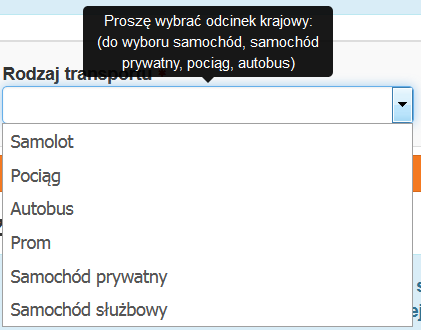 Proszę wybrać odcinek krajowy:
(do wyboru samochód, samochód
prywatny, pociąg, autobus)
Rodzaj transportu
Samolot
Pociąg
Autobus
Prom
Samochód prywatny
Samochód służbowy